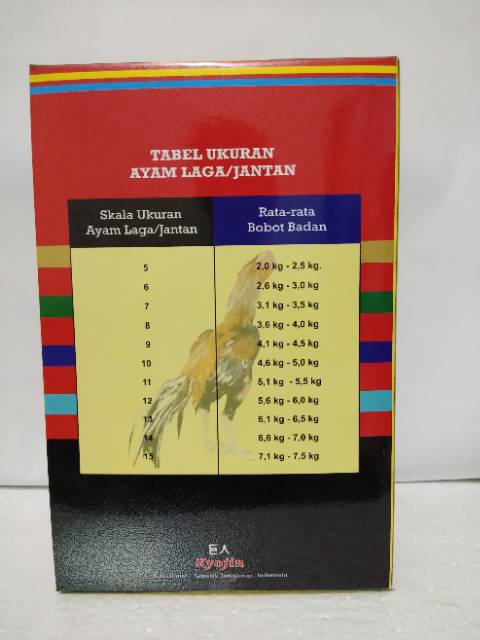 TABEL UKURAN
AYAM LAGA/JANTAN
Skala Ukuran
Ayam Laga/Jantan
Rata-rata
Bobot Badan
5 2,0 kg - 2,5 kg.
6 2,6 kg - 3,0 kg
7 3,1 kg - 3,5 kg
8 3,6 kg - 4,0 kg
9 4,1 kg - 4,5 kg
10 4,6 kg - 5,0 kg
11 5,1 kg - 5,5 kg
12 5,6 kg - 6,0 kg
13 6,1 kg - 6,5 kg
14 6,6 kg - 7,0 kg
15 7,1 kg - 7.5 kg
巨人
Kyojin
Indonesia